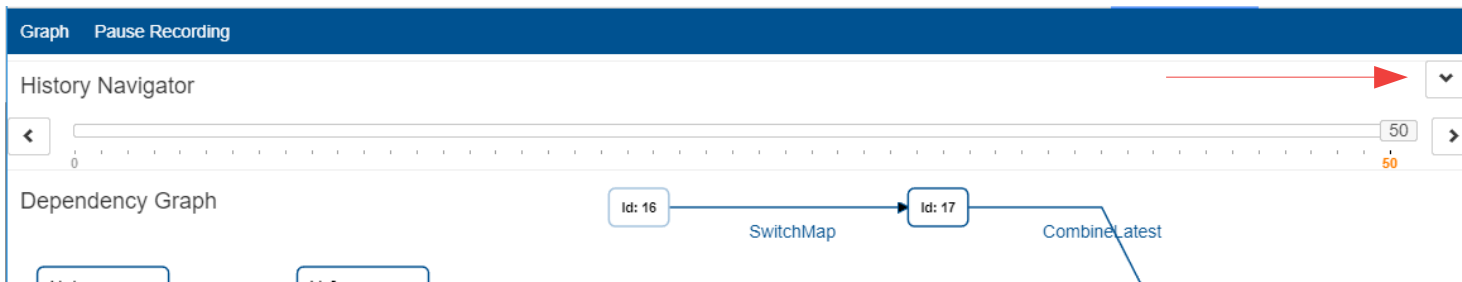 Graph Pause Recording
History Navigator
50
0
50
Dependency Graph
Id: 16
Id: 17
SwitchMap
CombineLatest